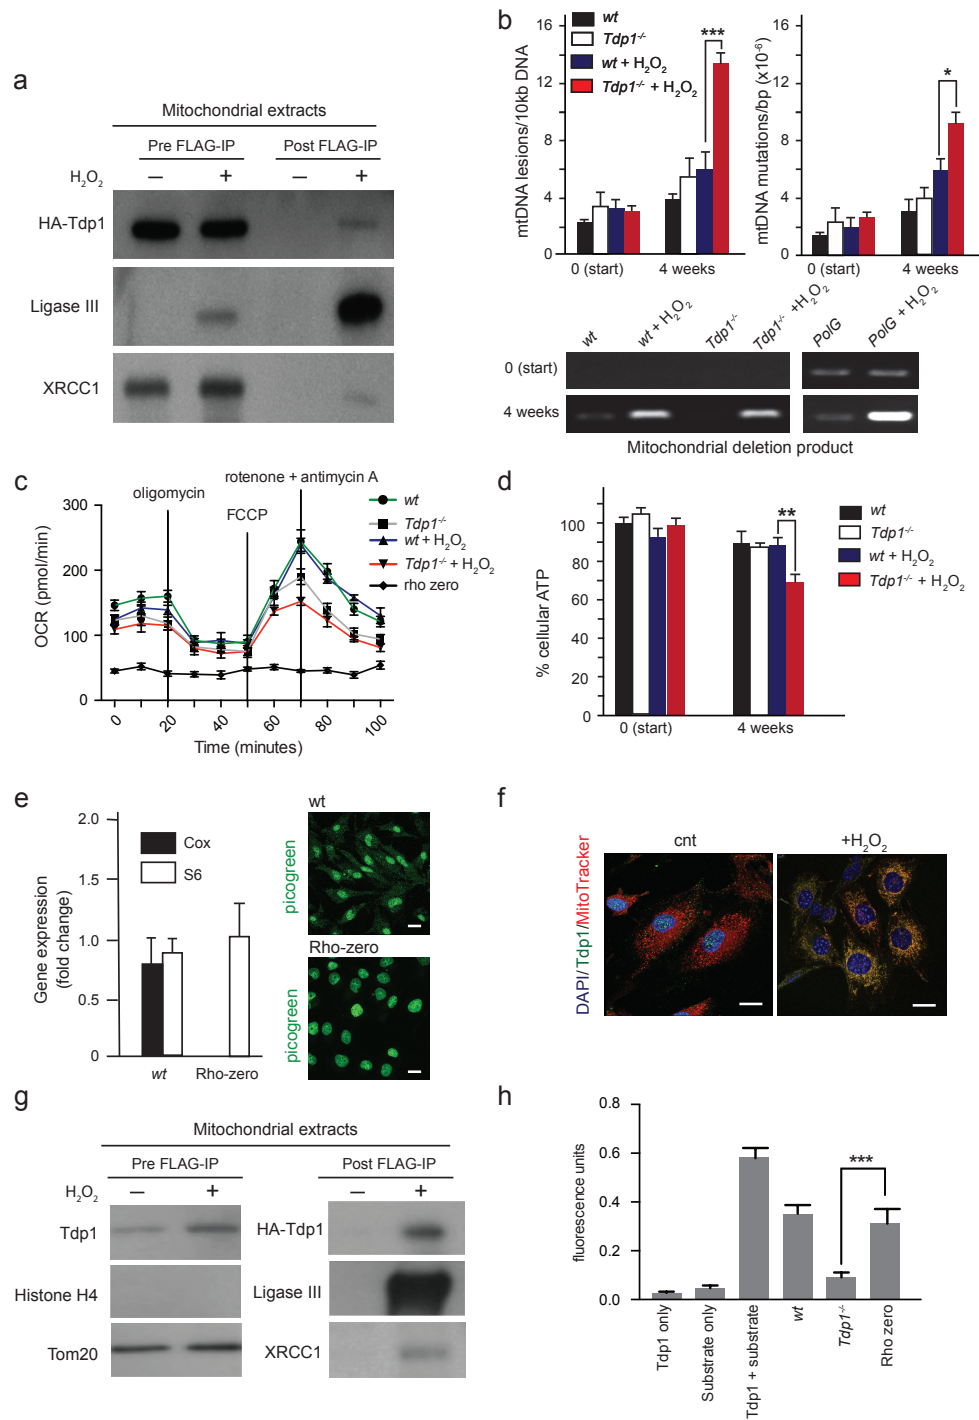 a
Mitochondrial extracts
Pre FLAG-IP
Post FLAG-IP
H2O2
–
+
–
+
HA-Tdp1
Ligase III
XRCC1
b
wt
Tdp1-/-
wt + H2O2
Tdp1-/- + H2O2
mtDNA lesions/10kb DNA
16
12
8
4
0
***
0 (start)
4 weeks
mtDNA mutations/bp (x10-6)
16
12
8
4
0
*
0 (start)
4 weeks
wt
wt + H2O2
Tdp1-/-
Tdp1-/- +H2O2
PolG
PolG + H2O2
0 (start)
4 weeks
Mitochondrial deletion product
c
oligomycin
rotenone + antimycin A
FCCP
wt
Tdp1-/-
wt + H2O2
Tdp1-/- + H2O2
rho zero
OCR (pmol/min)
300
200
100
0
0
20
40
60
80
100
Time (minutes)
d
% cellular ATP
100
80
60
40
20
0
**
wt
Tdp1-/-
wt + H2O2
Tdp1-/- + H2O2
0 (start)
4 weeks
e
Gene expression
(fold change)
2.0
1.5
1.0
0.5
0
Cox
S6
wt
Rho-zero
wt
picogreen
Rho-zero
picogreen
f
cnt
+H2O2
DAPI/Tdp1/MitoTracker
g
Mitochondrial extracts
Pre FLAG-IP
Post FLAG-IP
H2O2
–
+
–
+
Tdp1
Histone H4
Tom20
HA-Tdp1
Ligase III
XRCC1
h
fluorescence units
0.8
0.6
0.4
0.2
0.0
***
Tdp1 only
Substrate only
Tdp1 + substrate
wt
Tdp1-/-
Rho zero